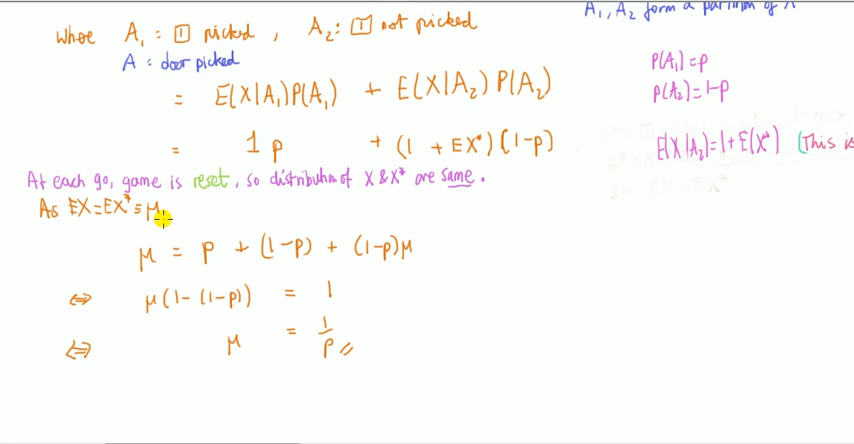 where A₁ = [1] picked , A₂ : [1] not picked
A₁, A₂ form a partition of
A = door picked
P(A₁) = p
P(A₂) = 1-p
= E(X|A₁)P(A₁) + E(X|A₂)P(A₂)
= 1 p + (1 + EX*)(1-p)
E(X|A₂) = 1 + E(X*) (This is
At each go, game is reset, so distribution of X & X* are same.
As EX = EX* = μ
μ = p + (1-p) + (1-p)μ
⇔ μ(1-(1-p)) = 1
⇔ μ = 1/p